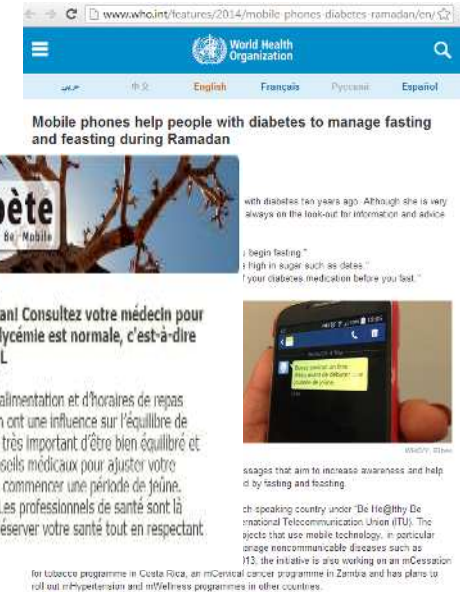 www.who.int/features/2014/mobile-phones-diabetes-ramadan/en/
World Health
Organization
عربي
中文
English
Français
Русский
Español
Mobile phones help people with diabetes to manage fasting
and feasting during Ramadan
ète
Be Mobile
with diabetes ten years ago. Although she is very
always on the look-out for information and advice
begin fasting."
high in sugar such as dates."
your diabetes medication before you fast."
an! Consultez votre médecin pour
lycémie est normale, c'est-à-dire
L
alimentation et d'horaires de repas
n ont une influence sur l'équilibre de
très important d'être bien équilibré et
seils médicaux pour ajuster votre
commencer une période de jeûne.
Les professionnels de santé sont là
éserver votre santé tout en respectant
ssages that aim to increase awareness and help
d by fasting and feasting.
ch-speaking country under "Be He@lthy Be
ernational Telecommunication Union (ITU). The
ojects that use mobile technology, in particular
anage noncommunicable diseases such as
13, the initiative is also working on an mCessation
for tobacco programme in Costa Rica, an mCervical cancer programme in Zambia and has plans to
roll out mHypertension and mWellness programmes in other countries.